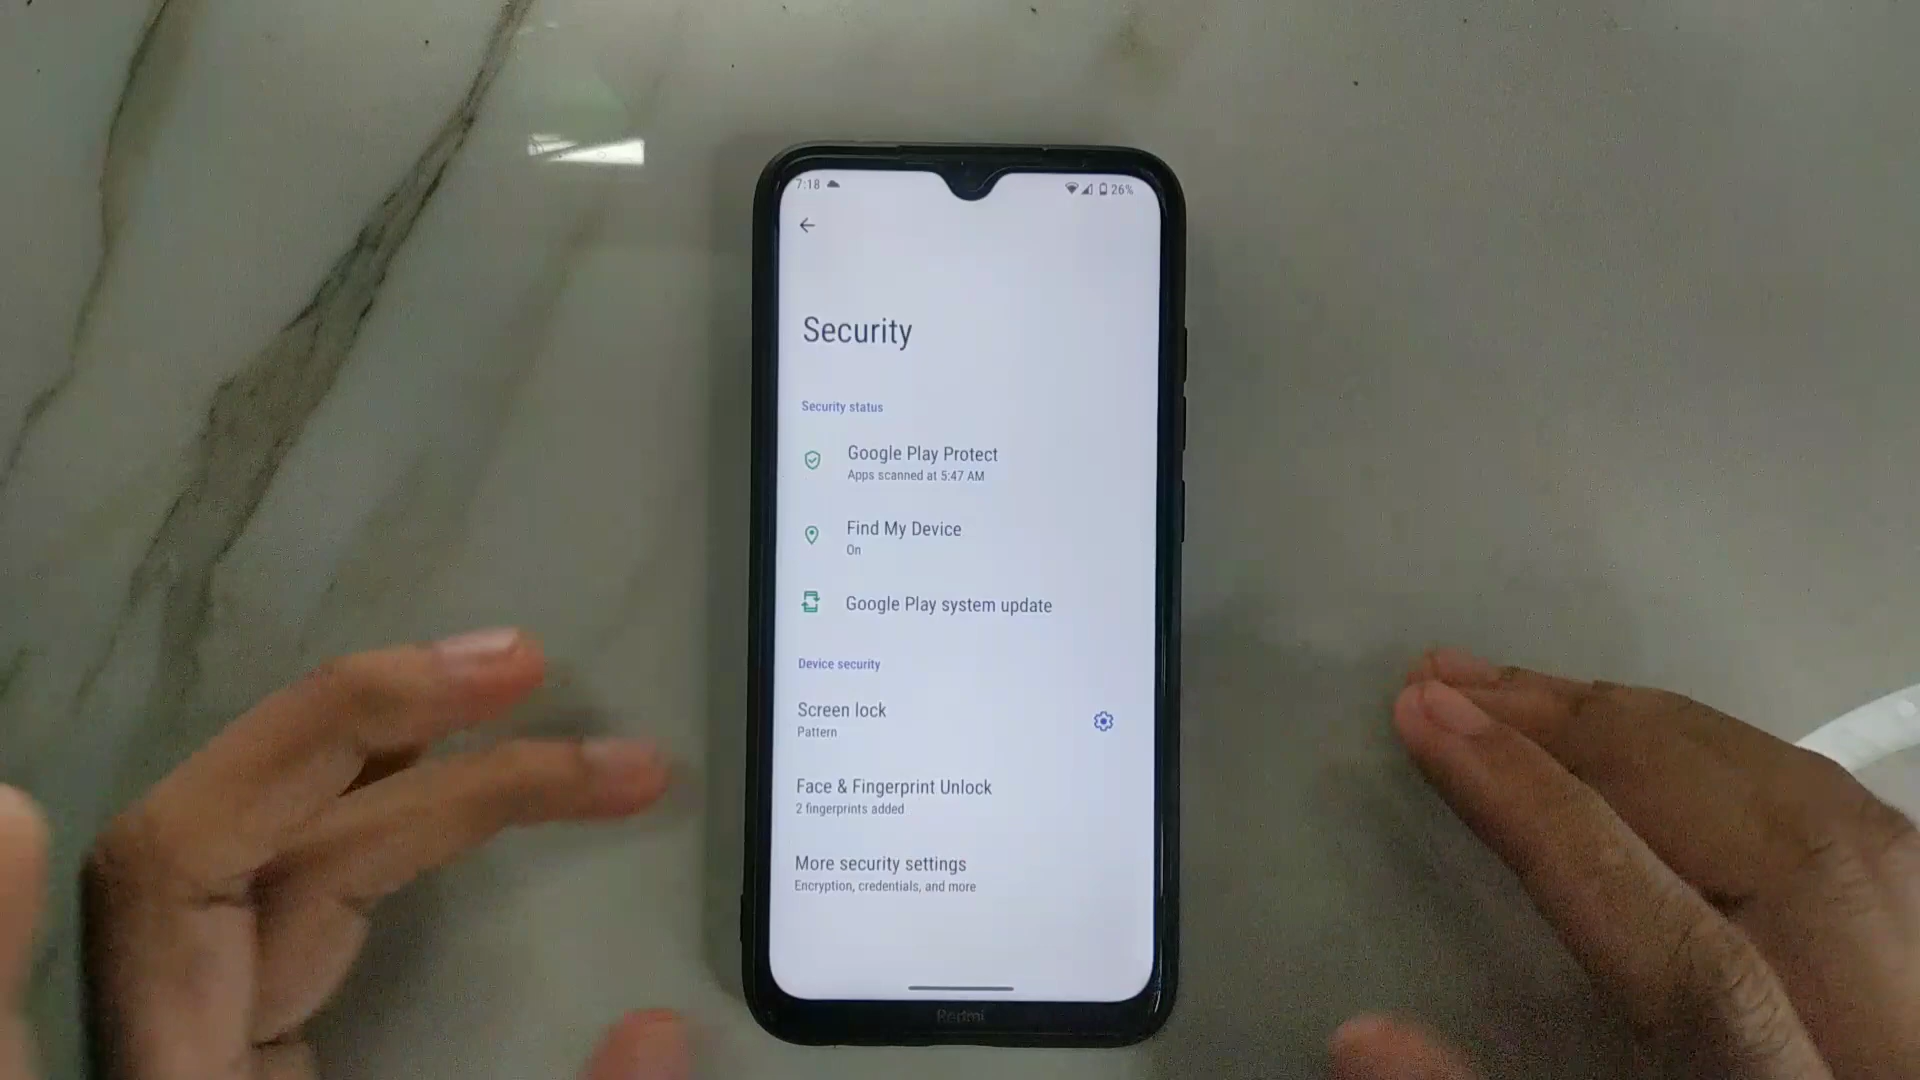 7:18
26%
Security
Security status
Google Play Protect
Apps scanned at 5:47 AM
Find My Device
On
Google Play system update
Device security
Screen lock
Pattern
Face & Fingerprint Unlock
2 fingerprints added
More security settings
Encryption, credentials, and more
Redmi